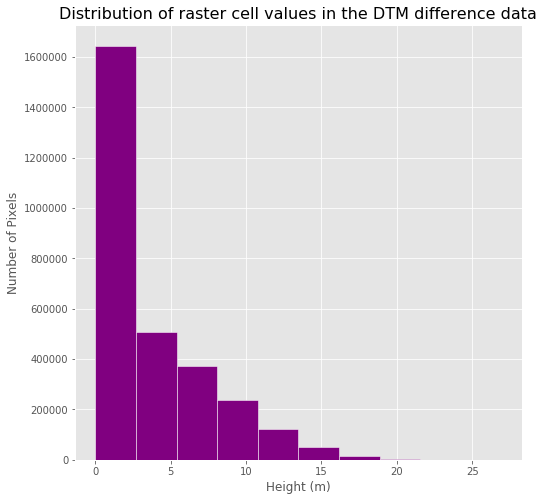 Distribution of raster cell values in the DTM difference data
1600000
1400000
1200000
1000000
800000
600000
400000
200000
0
Number of Pixels
0 5 10 15 20 25
Height (m)